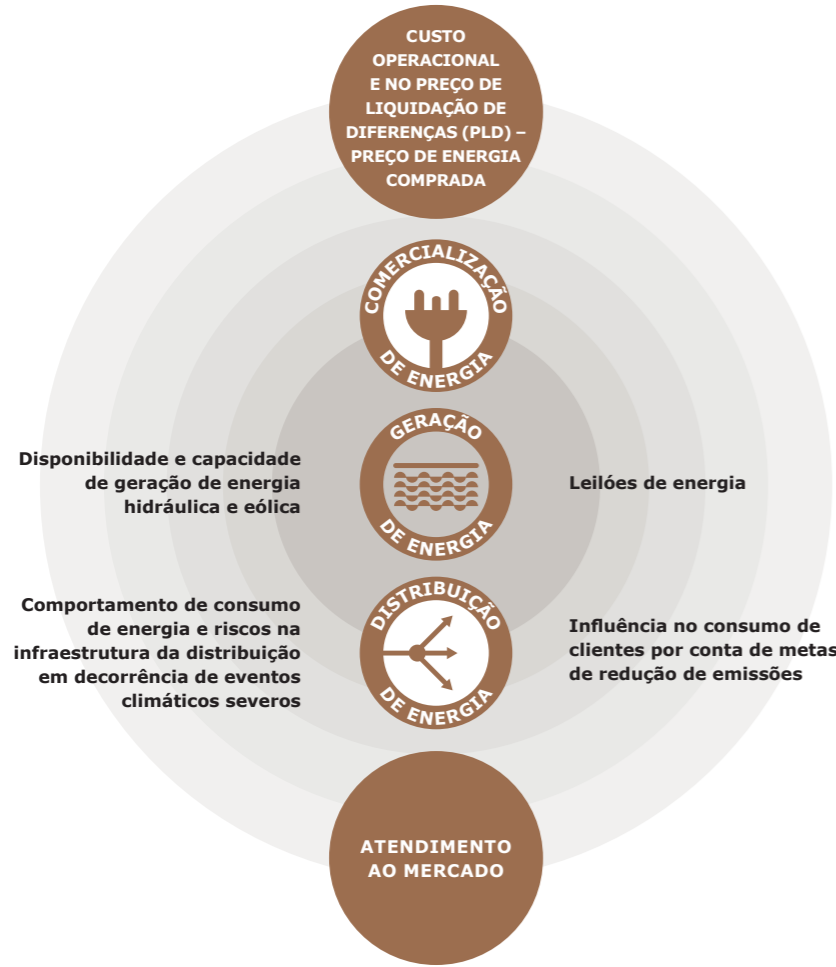 CUSTO
OPERACIONAL
E NO PREÇO DE
LIQUIDAÇÃO DE
DIFERENÇAS (PLD) –
PREÇO DE ENERGIA
COMPRADA
COMERCIALIZAÇÃO
DE ENERGIA
GERAÇÃO
DE ENERGIA
Disponibilidade e capacidade
de geração de energia
hidráulica e eólica
Leilóes de energia
DISTRIBUIÇÃO
DE ENERGIA
Comportamento de consumo
de energia e riscos na
infraestrutura da distribuição
em decorrência de eventos
climáticos severos
Influência no consumo de
clientes por conta de metas
de redução de emissões
ATENDIMENTO
AO MERCADO